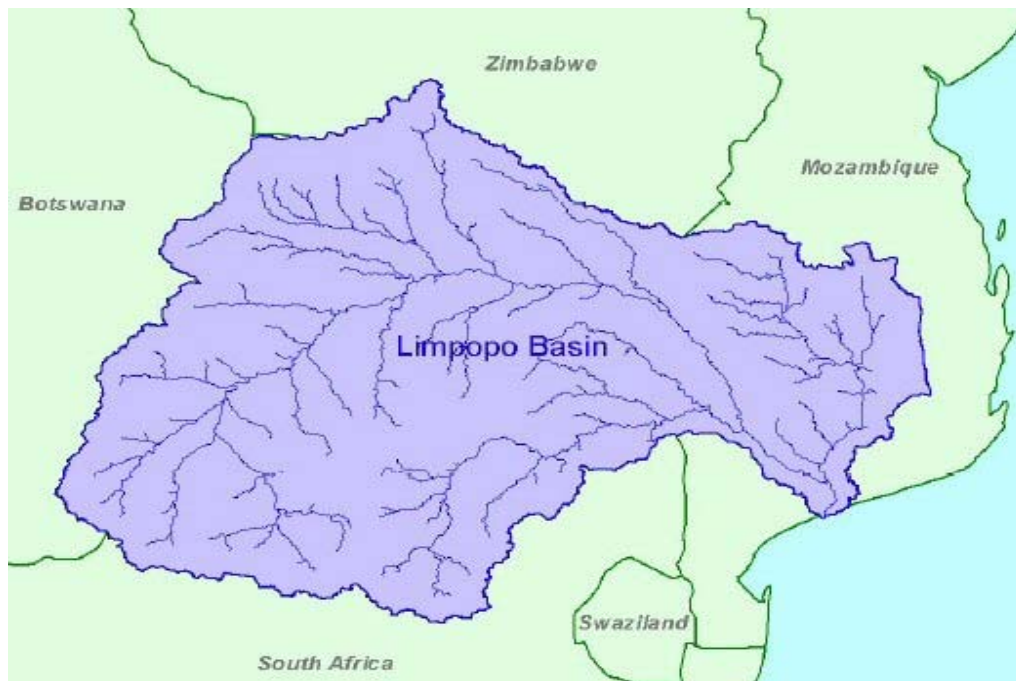 Zimbabwe
Mozambique
Botswana
Limpopo Basin
Swaziland
South Africa